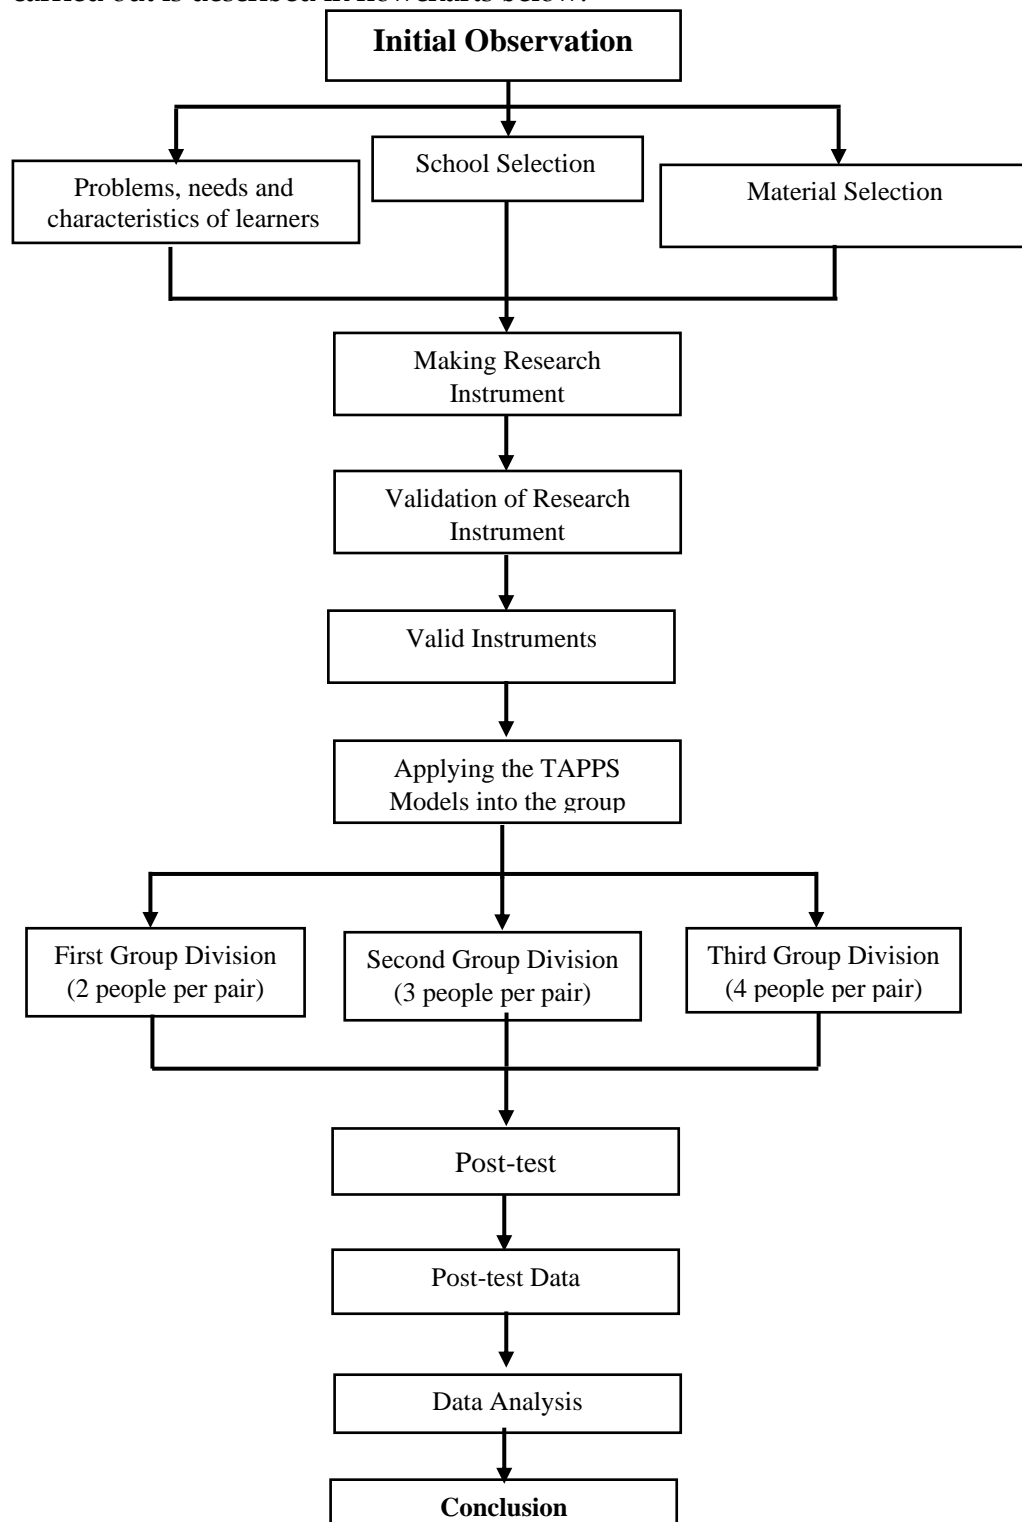 carried out is described in flowcharts below.
Initial Observation
Problems, needs and
characteristics of learners
School Selection
Material Selection
Making Research
Instrument
Validation of Research
Instrument
Valid Instruments
Applying the TAPPS
Models into the group
First Group Division
(2 people per pair)
Second Group Division
(3 people per pair)
Third Group Division
(4 people per pair)
Post-test
Post-test Data
Data Analysis
Conclusion